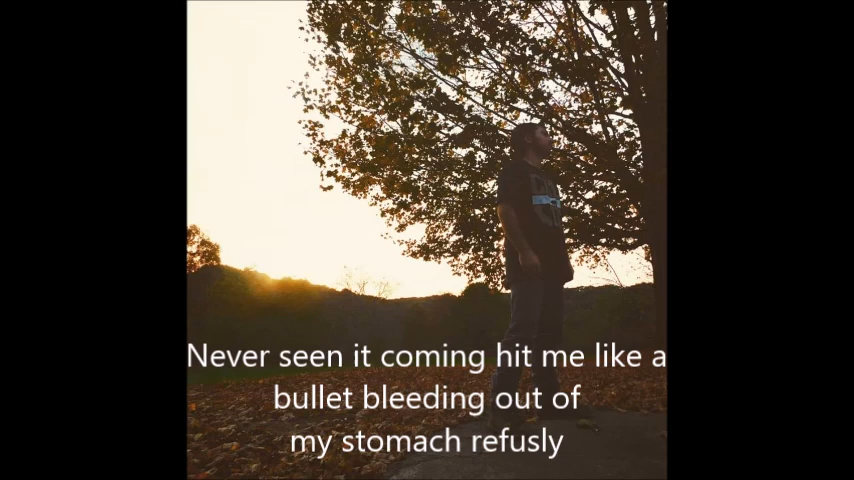 Never seen it coming hit me like a
bullet bleeding out of
my stomach refusly